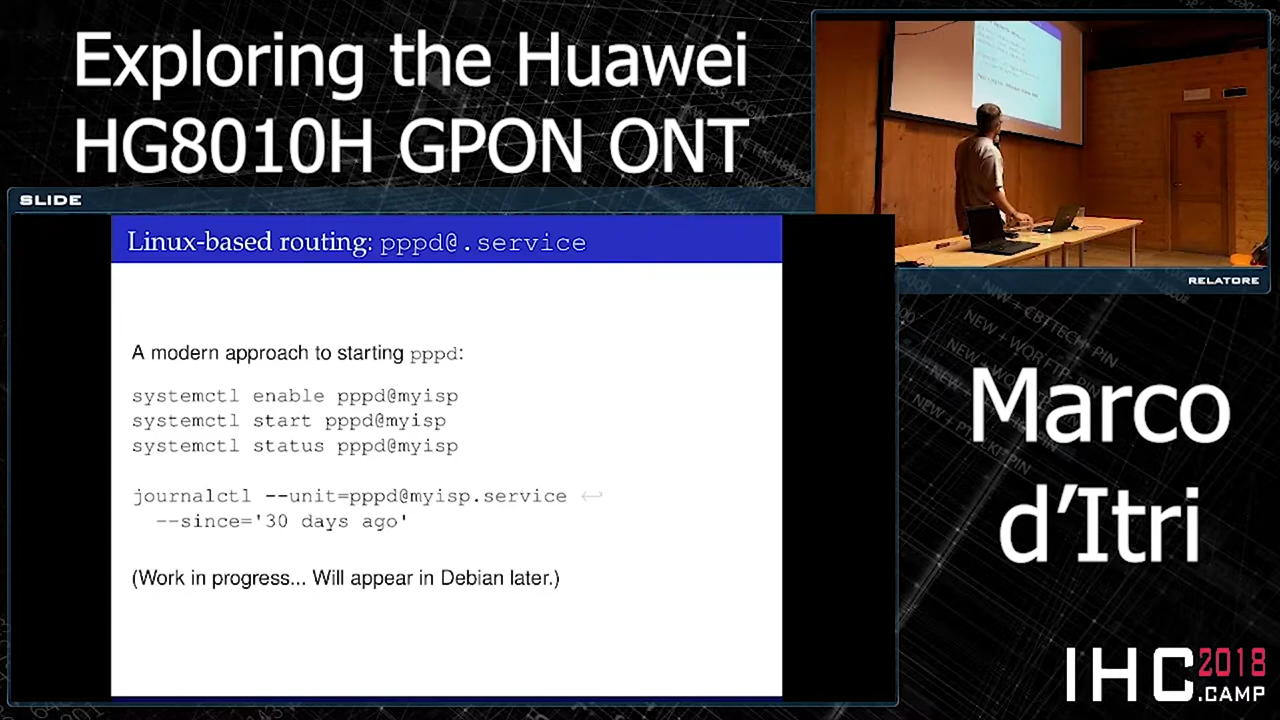 Exploring the Huawei
HG8010H GPON ONT
SLIDE
Linux-based routing: pppd@.service
A modern approach to starting pppd:
systemctl enable pppd@myisp
systemctl start pppd@myisp
systemctl status pppd@myisp
journalctl --unit=pppd@myisp.service ↩
--since='30 days ago'
(Work in progress... Will appear in Debian later.)
RELATORE
Marco
d’Itri
IHC2018
.CAMP